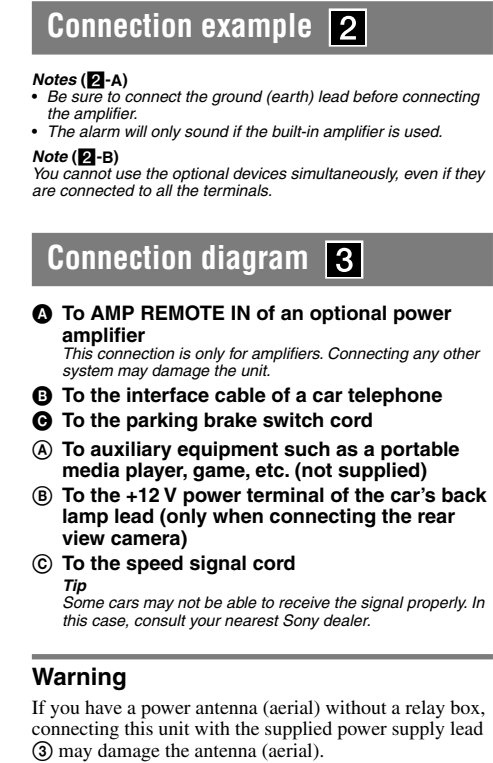 Connection example 2
Notes (2-A)
• Be sure to connect the ground (earth) lead before connecting
the amplifier.
• The alarm will only sound if the built-in amplifier is used.
Note (2-B)
You cannot use the optional devices simultaneously, even if they
are connected to all the terminals.
Connection diagram 3
A To AMP REMOTE IN of an optional power
amplifier
This connection is only for amplifiers. Connecting any other
system may damage the unit.
B To the interface cable of a car telephone
C To the parking brake switch cord
Ⓐ To auxiliary equipment such as a portable
media player, game, etc. (not supplied)
Ⓑ To the +12 V power terminal of the car's back
lamp lead (only when connecting the rear
view camera)
Ⓒ To the speed signal cord
Tip
Some cars may not be able to receive the signal properly. In
this case, consult your nearest Sony dealer.
Warning
If you have a power antenna (aerial) without a relay box,
connecting this unit with the supplied power supply lead
③ may damage the antenna (aerial).